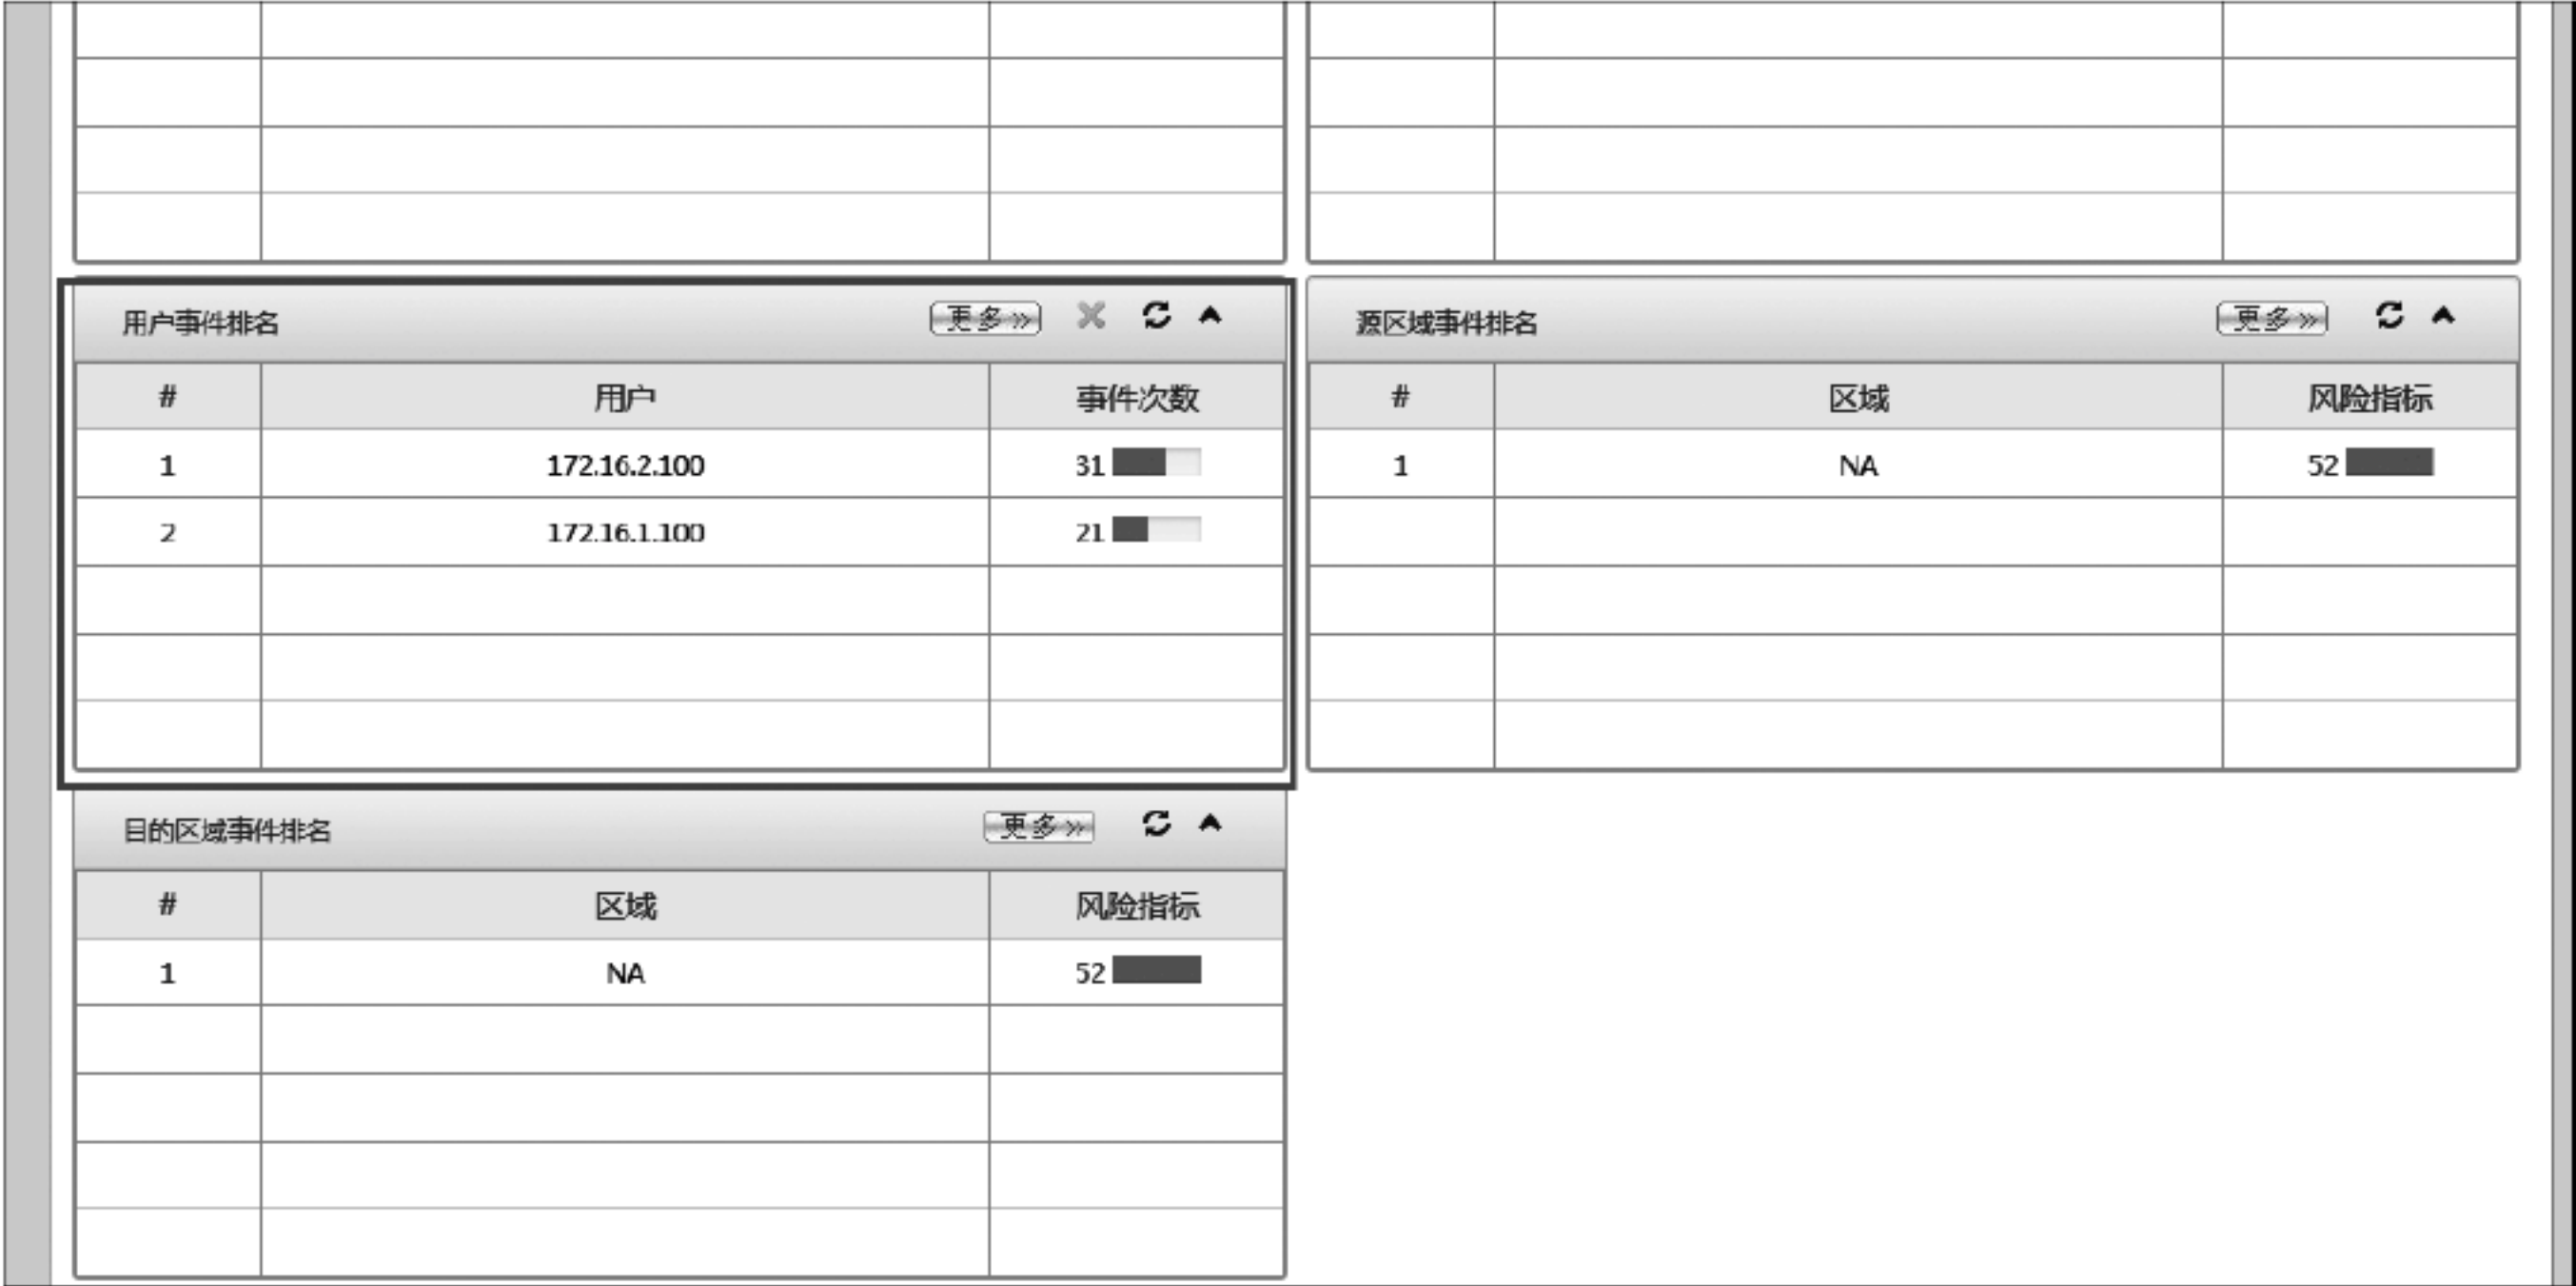 用户事件排名 更多 »
# 用户 事件次数
1 172.16.2.100 31
2 172.16.1.100 21
源区域事件排名 更多 »
# 区域 风险指标
1 NA 52
目的区域事件排名 更多 »
# 区域 风险指标
1 NA 52